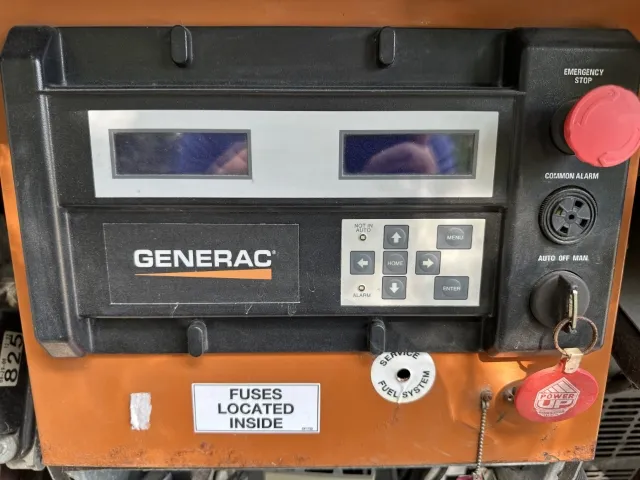 EMERGENCY
STOP
COMMON ALARM
NOT IN
AUTO
MENU
HOME
GENERAC
AUTO OFF MAN.
ENTER
ALARM
SERVICE
FUEL SYSTEM
FUSES
LOCATED
INSIDE
POWER
UP
825